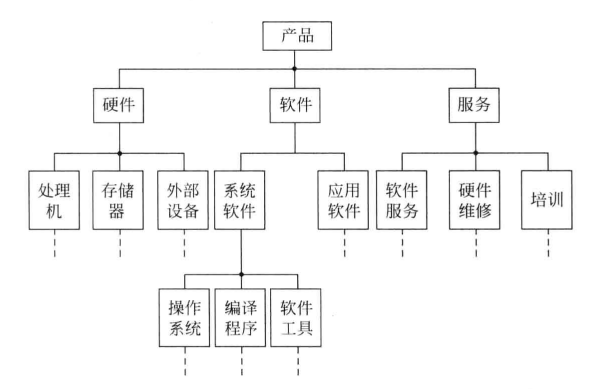 产品
硬件
软件
服务
处理
机
存储
器
外部
设备
系统
软件
应用
软件
软件
服务
硬件
维修
培训
操作
系统
编译
程序
软件
工具